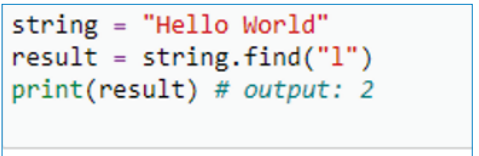 string = "Hello World"
result = string.find("l")
print(result) # output: 2